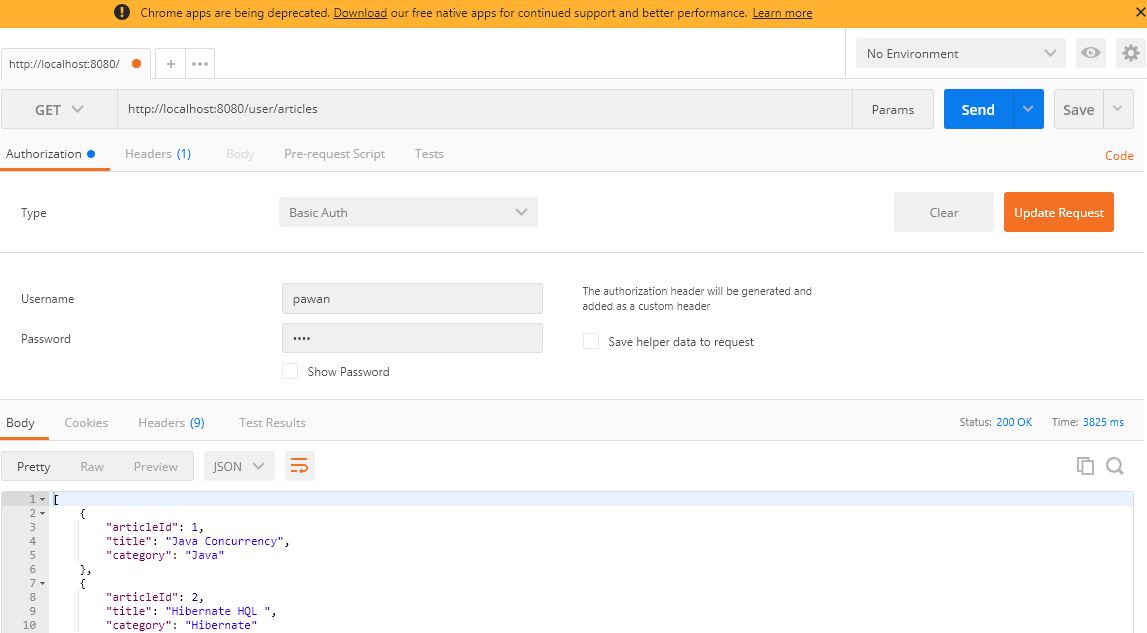 Chrome apps are being deprecated. Download our free native apps for continued support and better performance. Learn more
http://localhost:8080/
No Environment
GET http://localhost:8080/user/articles Params Send Save
Authorization Headers (1) Body Pre-request Script Tests Code
Type Basic Auth Clear Update Request
Username pawan The authorization header will be generated and
added as a custom header
Password •••• Save helper data to request
Show Password
Body Cookies Headers (9) Test Results Status: 200 OK Time: 3825 ms
Pretty Raw Preview JSON
1 [
2 {
3 "articleId": 1,
4 "title": "Java Concurrency",
5 "category": "Java"
6 },
7 {
8 "articleId": 2,
9 "title": "Hibernate HQL ",
10 "category": "Hibernate"